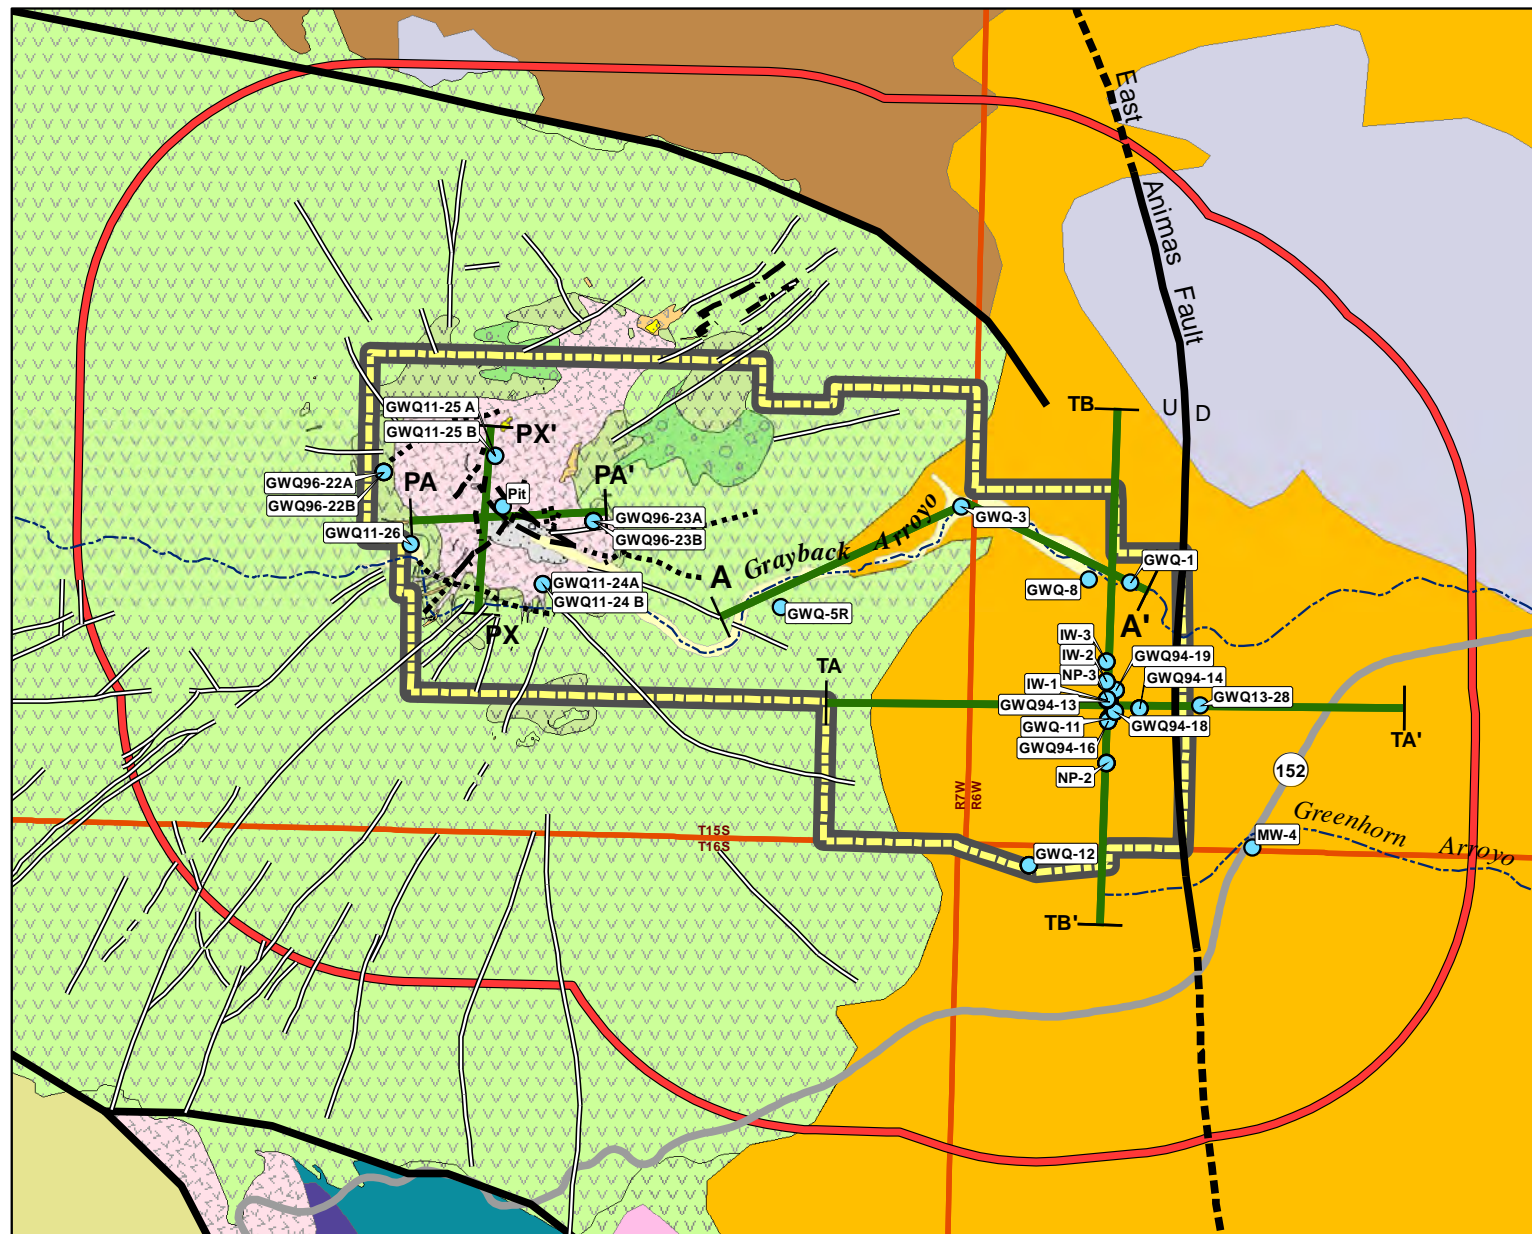 East
Animas
Fault
U
D
TB
GWQ11-25 A
GWQ11-25 B
PX'
GWQ96-22A
GWQ96-22B
PA
PA'
Pit
GWQ96-23A
GWQ96-23B
GWQ11-26
GWQ-3
Grayback Arroyo
GWQ11-24A
GWQ11-24 B
A
GWQ-5R
GWQ-8
GWQ-1
A'
PX
IW-3
IW-2
NP-3
IW-1
GWQ94-19
GWQ94-14
GWQ94-13
GWQ13-28
GWQ-11
GWQ94-18
GWQ94-16
NP-2
TA
TA'
152
R7W
R6W
T15S
T16S
Greenhorn Arroyo
MW-4
GWQ-12
TB'